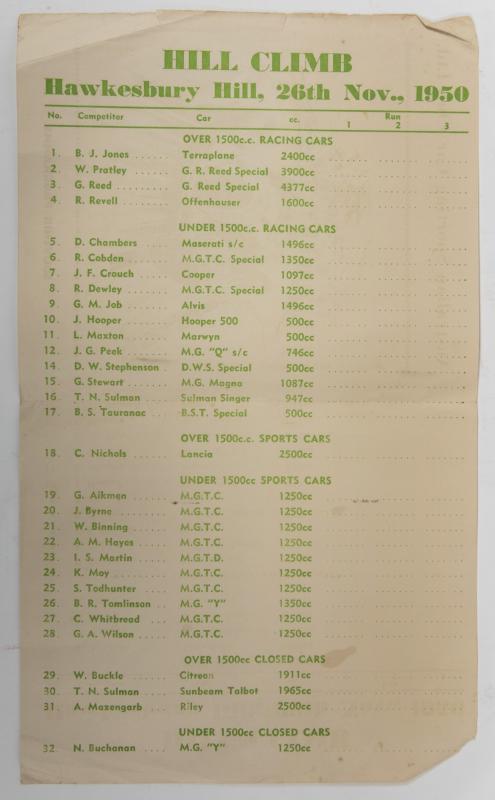 HILL CLIMB
Hawkesbury Hill, 26th Nov., 1950
No. Competitor Car cc. Run
1 2 3
OVER 1500c.c. RACING CARS
1. B. J. Jones ...... Terraplane 2400cc
2. W. Pratley ...... G. R. Reed Special 3900cc
3. G. Reed ........ G. Reed Special 4377cc
4. R. Revell ....... Offenhauser 1600cc
UNDER 1500c.c. RACING CARS
5. D. Chambers .... Maserati s/c 1496cc
6. R. Cobden ...... M.G.T.C. Special 1350cc
7. J. F. Crouch ..... Cooper 1097cc
8. R. Dewley ...... M.G.T.C. Special 1250cc
9. G. M. Job ...... Alvis 1496cc
10. J. Hooper ...... Hooper 500 500cc
11. L. Maxton ...... Marwyn 500cc
12. J. G. Peek ...... M.G. "Q" s/c 746cc
14. D. W. Stephenson . D.W.S. Special 500cc
15. G. Stewart ...... M.G. Magna 1087cc
16. T. N. Sulman .... Sulman Singer 947cc
17. B. S. Tauranac ... B.S.T. Special 500cc
OVER 1500c.c. SPORTS CARS
18. C. Nichols ...... Lancia 2500cc
UNDER 1500cc SPORTS CARS
19. G. Aikman ...... M.G.T.C. 1250cc
20. J. Byrne ........ M.G.T.C. 1250cc
21. W. Binning ..... M.G.T.C. 1250cc
22. A. M. Hayes ..... M.G.T.C. 1250cc
23. I. S. Martin ..... M.G.T.D. 1250cc
24. K. Moy ........ M.G.T.C. 1250cc
25. S. Todhunter .... M.G.T.C. 1250cc
26. B. R. Tomlinson .. M.G. "Y" 1350cc
27. C. Whitbread .... M.G.T.C. 1250cc
28. G. A. Wilson .... M.G.T.C. 1250cc
OVER 1500cc CLOSED CARS
29. W. Buckle ...... Citreon 1911cc
30. T. N. Sulman .... Sunbeam Talbot 1965cc
31. A. Mazengarb ... Riley 2500cc
UNDER 1500cc CLOSED CARS
32. N. Buchanan .... M.G. "Y" 1250cc